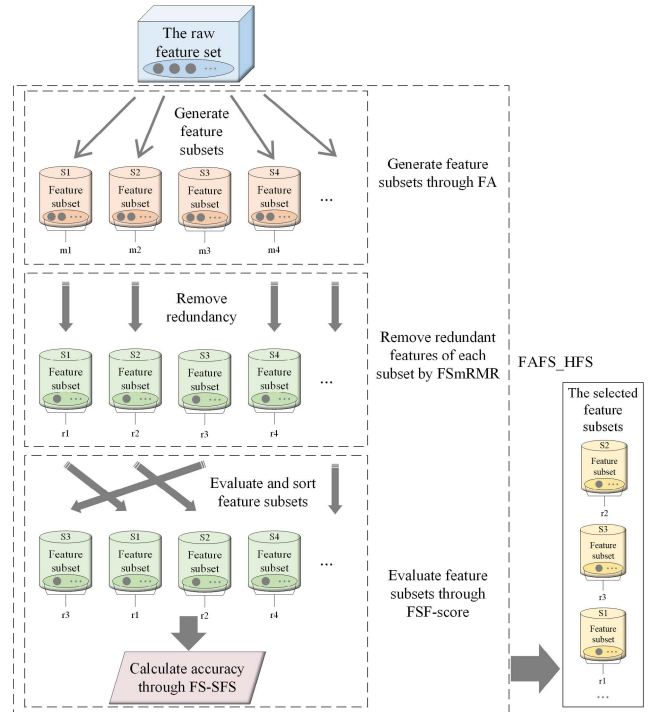 The raw
feature set
Generate
feature
subsets
S1
S2
S3
S4
Feature
subset
Feature
subset
Feature
subset
Feature
subset
...
m1
m2
m3
m4
Generate feature
subsets through FA
Remove
redundancy
S1
S2
S3
S4
Feature
subset
Feature
subset
Feature
subset
Feature
subset
...
r1
r2
r3
r4
Remove redundant
features of each
subset by FSmRMR
Evaluate and sort
feature subsets
S3
S1
S2
S4
Feature
subset
Feature
subset
Feature
subset
Feature
subset
...
r3
r1
r2
r4
Evaluate feature
subsets through
FSF-score
Calculate accuracy
through FS-SFS
FAFS_HFS
The selected
feature
subsets
S2
Feature
subset
r2
S3
Feature
subset
r3
S1
Feature
subset
r1
...